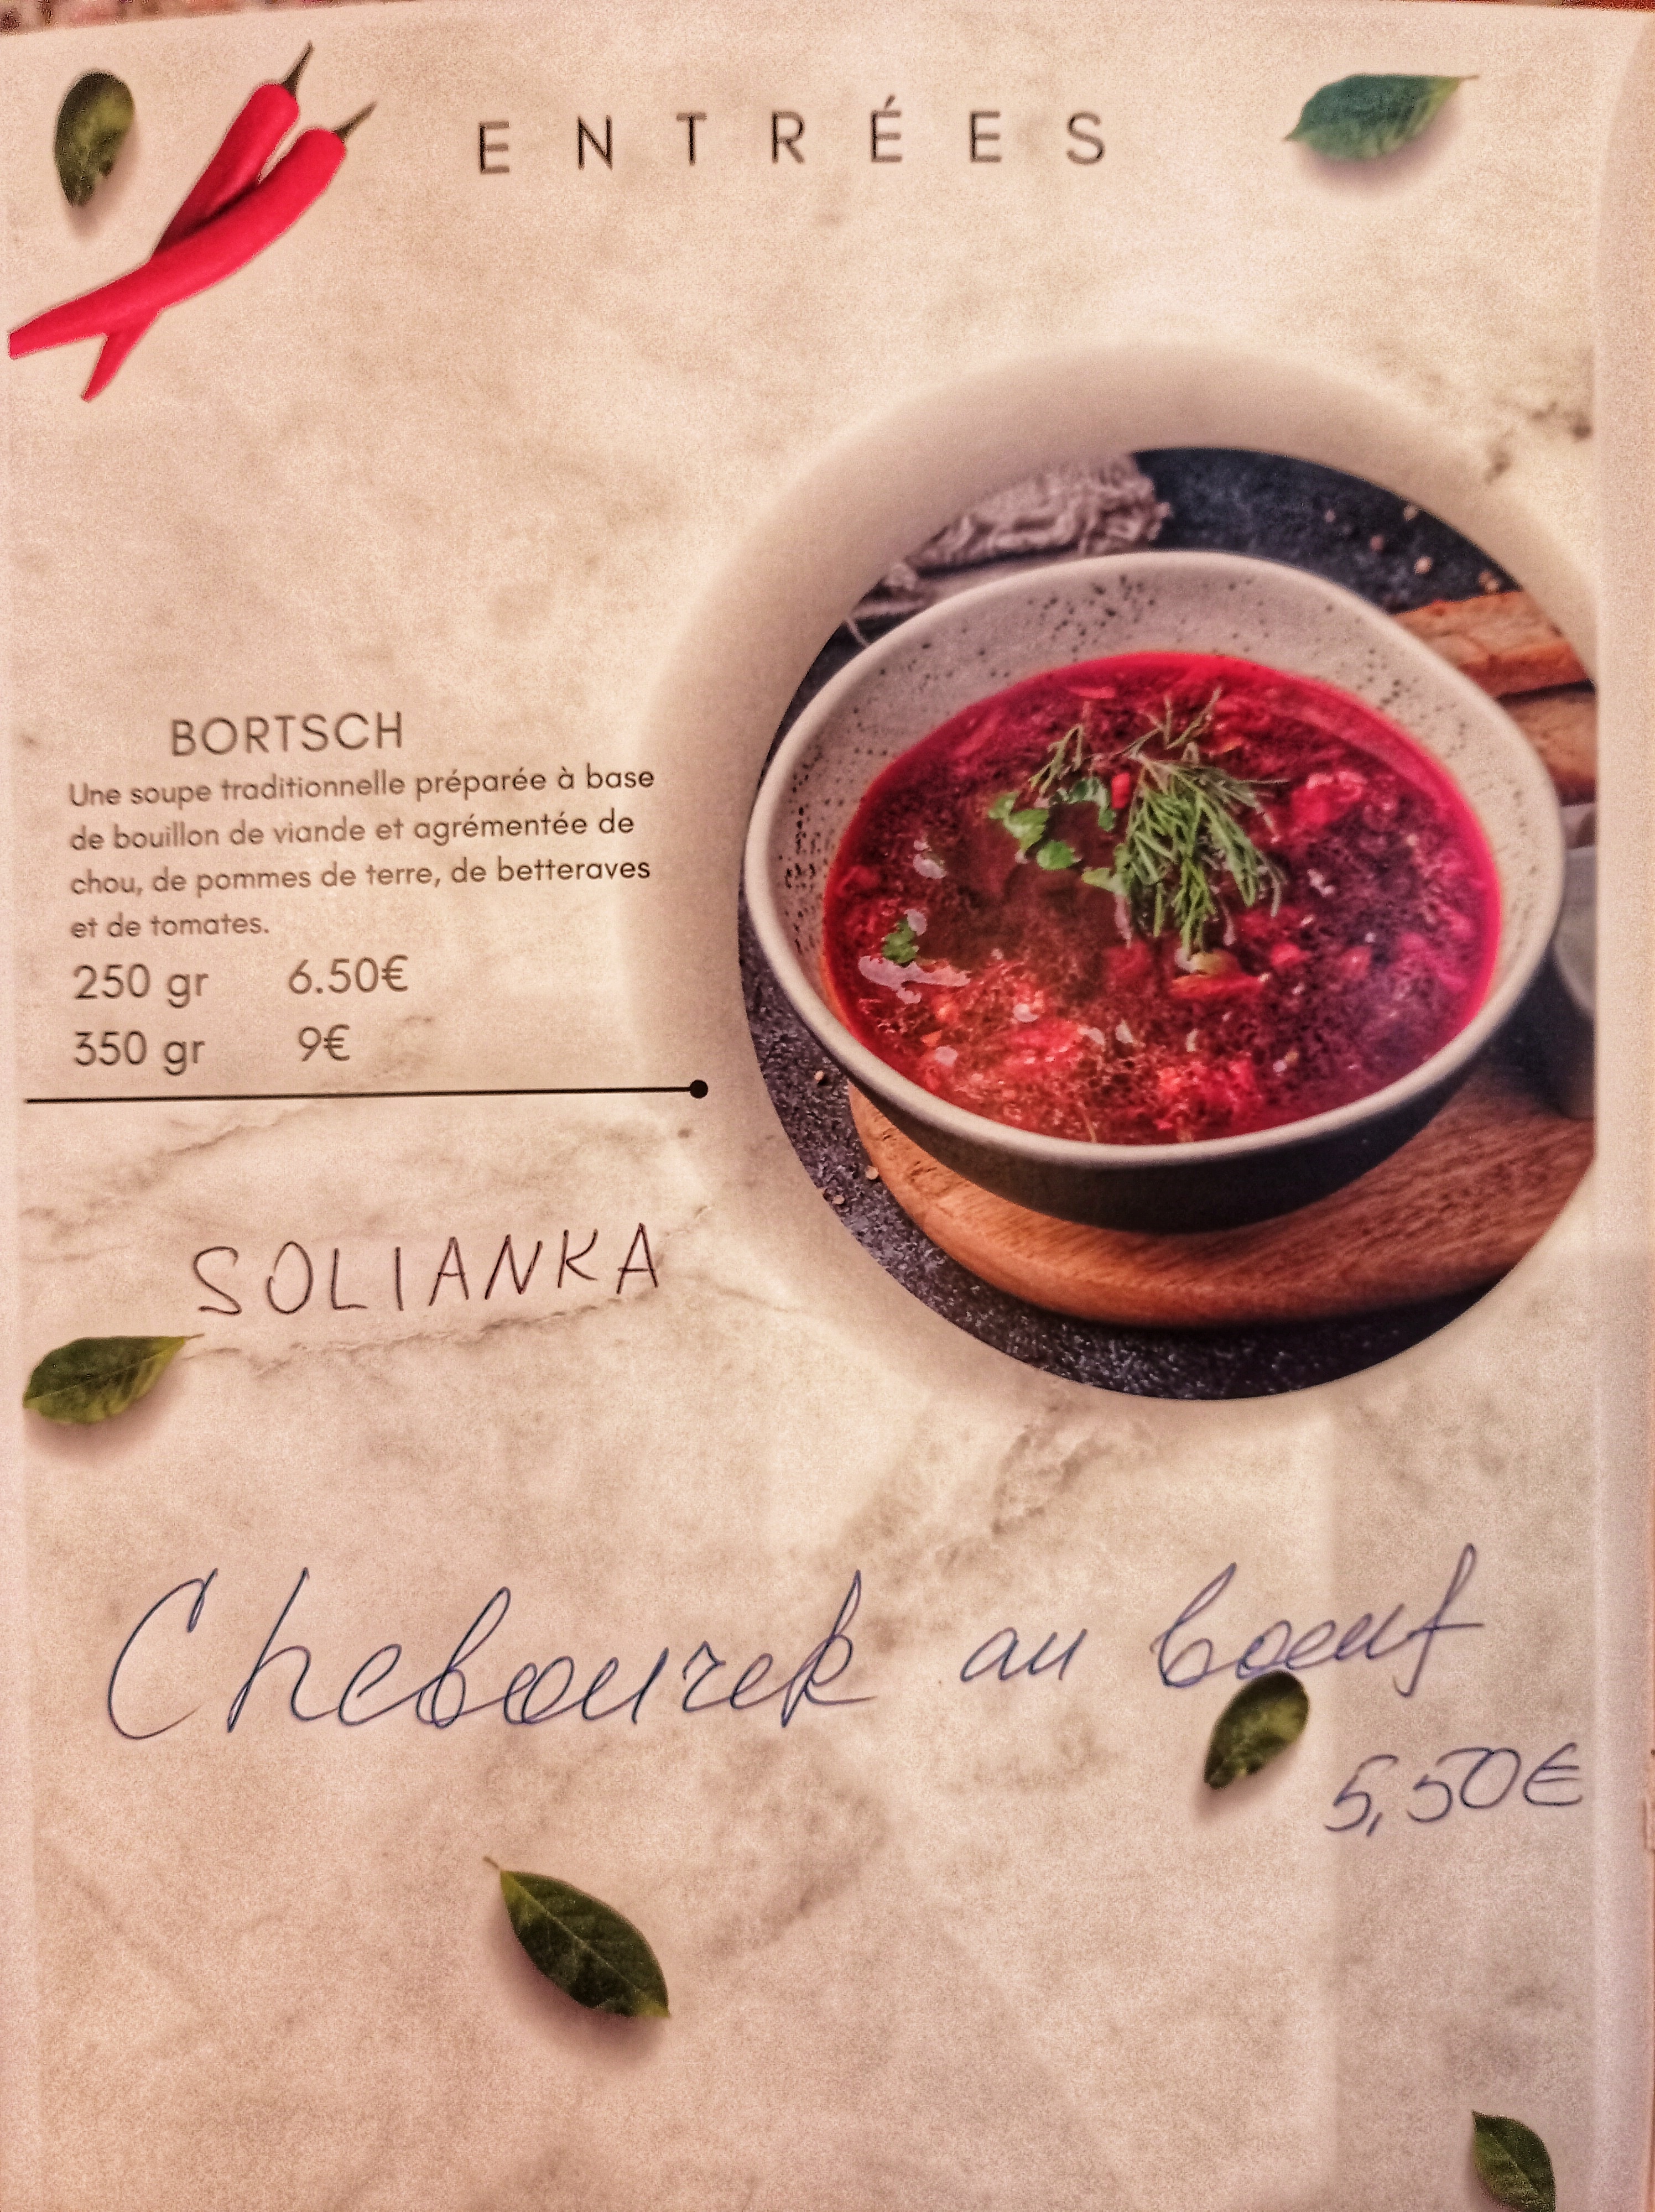 ENTRÉES
BORTSCH
Une soupe traditionnelle préparée à base
de bouillon de viande et agrémentée de
chou, de pommes de terre, de betteraves
et de tomates.
250 gr 6.50€
350 gr 9€
SOLIANKA
Chebourek au boeuf
5,50€